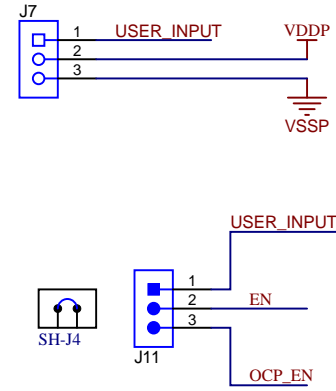 J7
1 USER_INPUT
VDDP
2
3
VSSP
USER_INPUT
1
2 EN
3
SH-J4
J11
OCP_EN